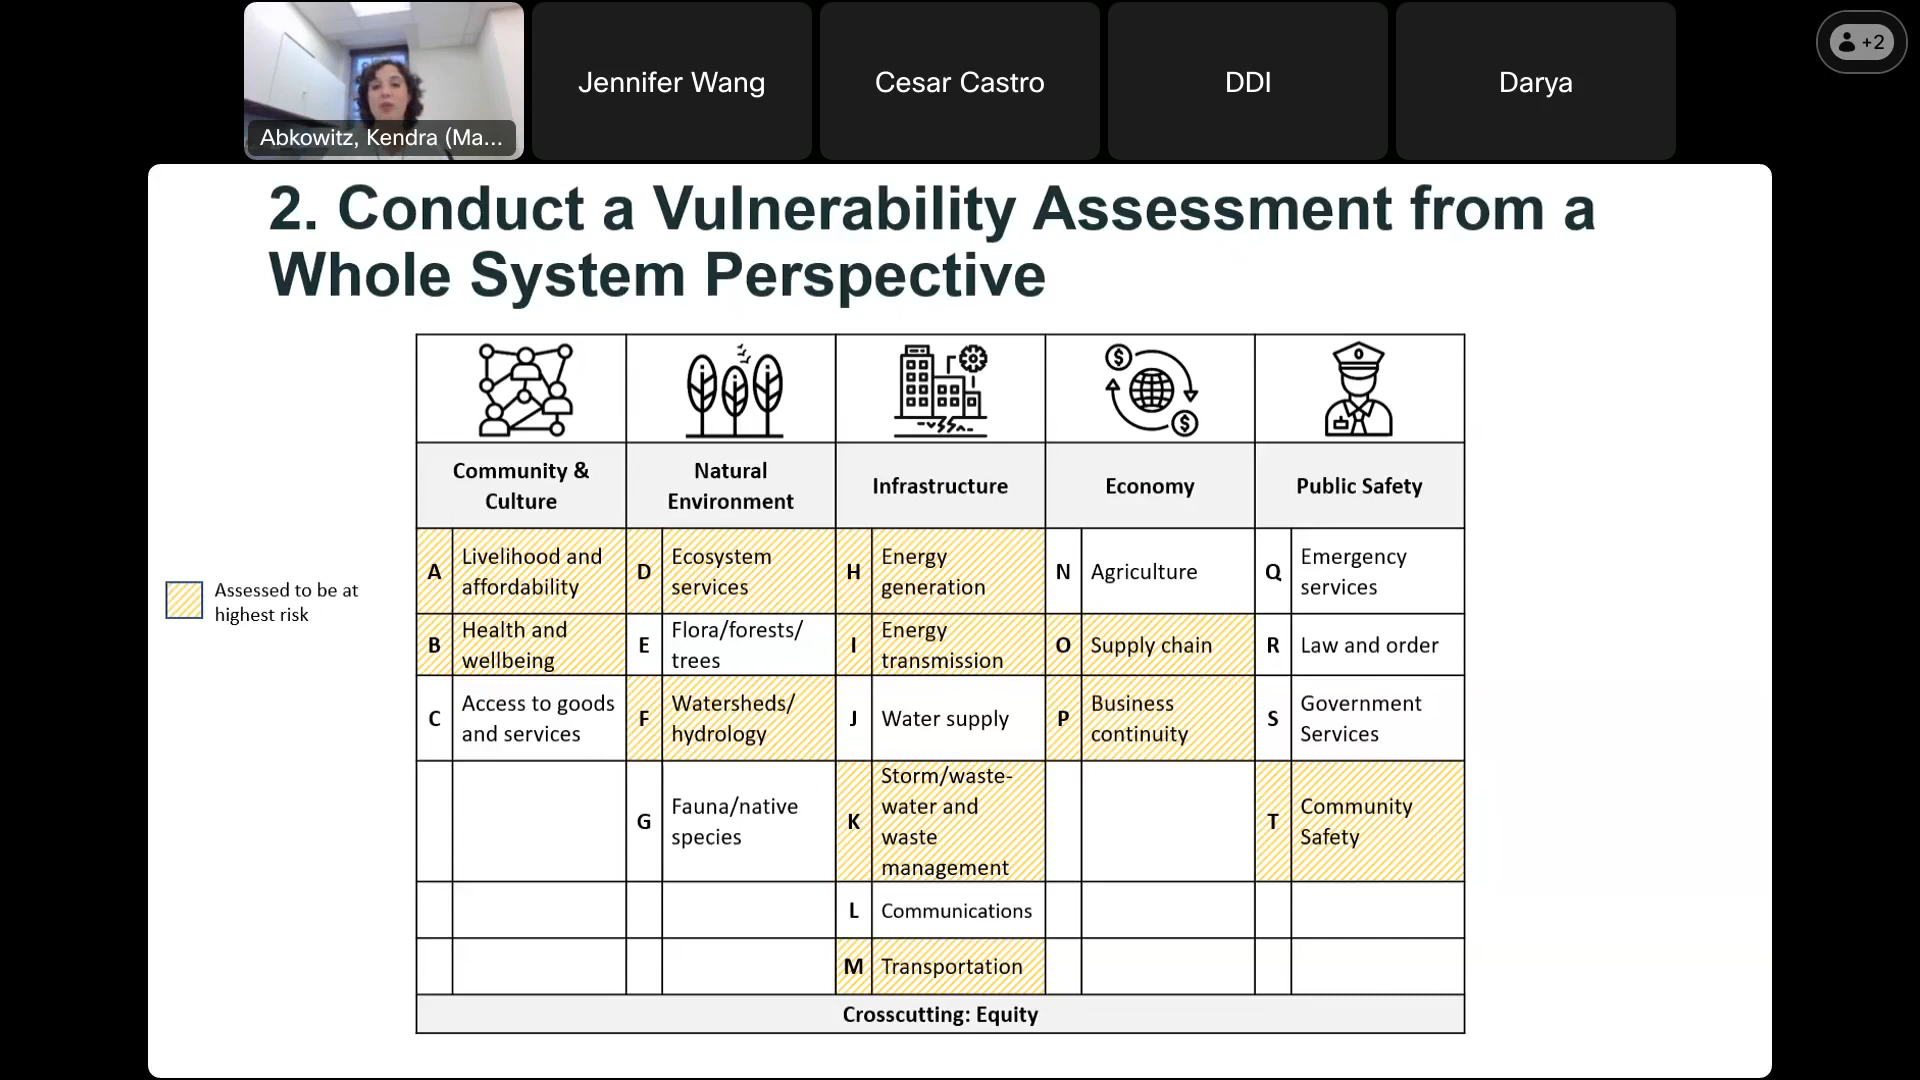 Abkowitz, Kendra (Ma...
Jennifer Wang
Cesar Castro
DDI
Darya
+2
2. Conduct a Vulnerability Assessment from a
Whole System Perspective
Assessed to be at
highest risk
Community &
Culture
Natural
Environment
Infrastructure
Economy
Public Safety
A
Livelihood and
affordability
D
Ecosystem
services
H
Energy
generation
N
Agriculture
Q
Emergency
services
B
Health and
wellbeing
E
Flora/forests/
trees
I
Energy
transmission
O
Supply chain
R
Law and order
C
Access to goods
and services
F
Watersheds/
hydrology
J
Water supply
P
Business
continuity
S
Government
Services
G
Fauna/native
species
K
Storm/waste-
water and
waste
management
T
Community
Safety
L
Communications
M
Transportation
Crosscutting: Equity